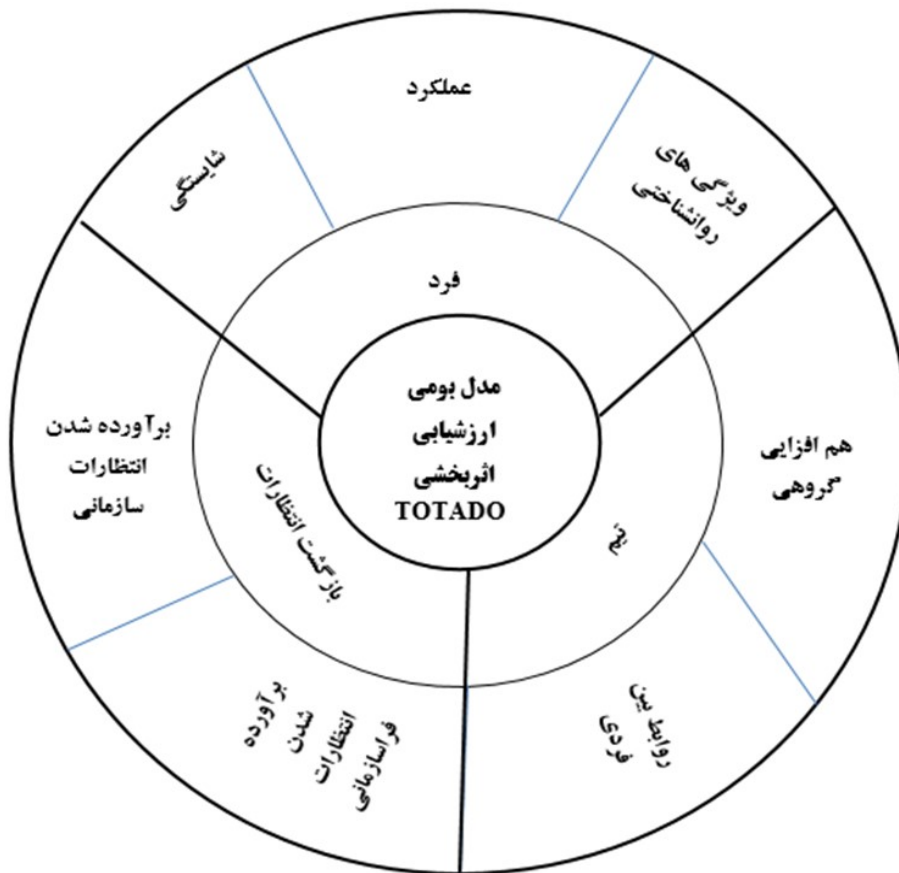 عملکرد
شایستگی
ویژگی های
روانشناختی
فرد
مدل بومی
ارزشیابی
اثربخشی
TOTADO
برآورده شدن
انتظارات
سازمانی
بازگشت انتظارات
هم افزایی
گروهی
روابط بین
فردی
برآورده
شدن
انتظارات
فراسازمانی